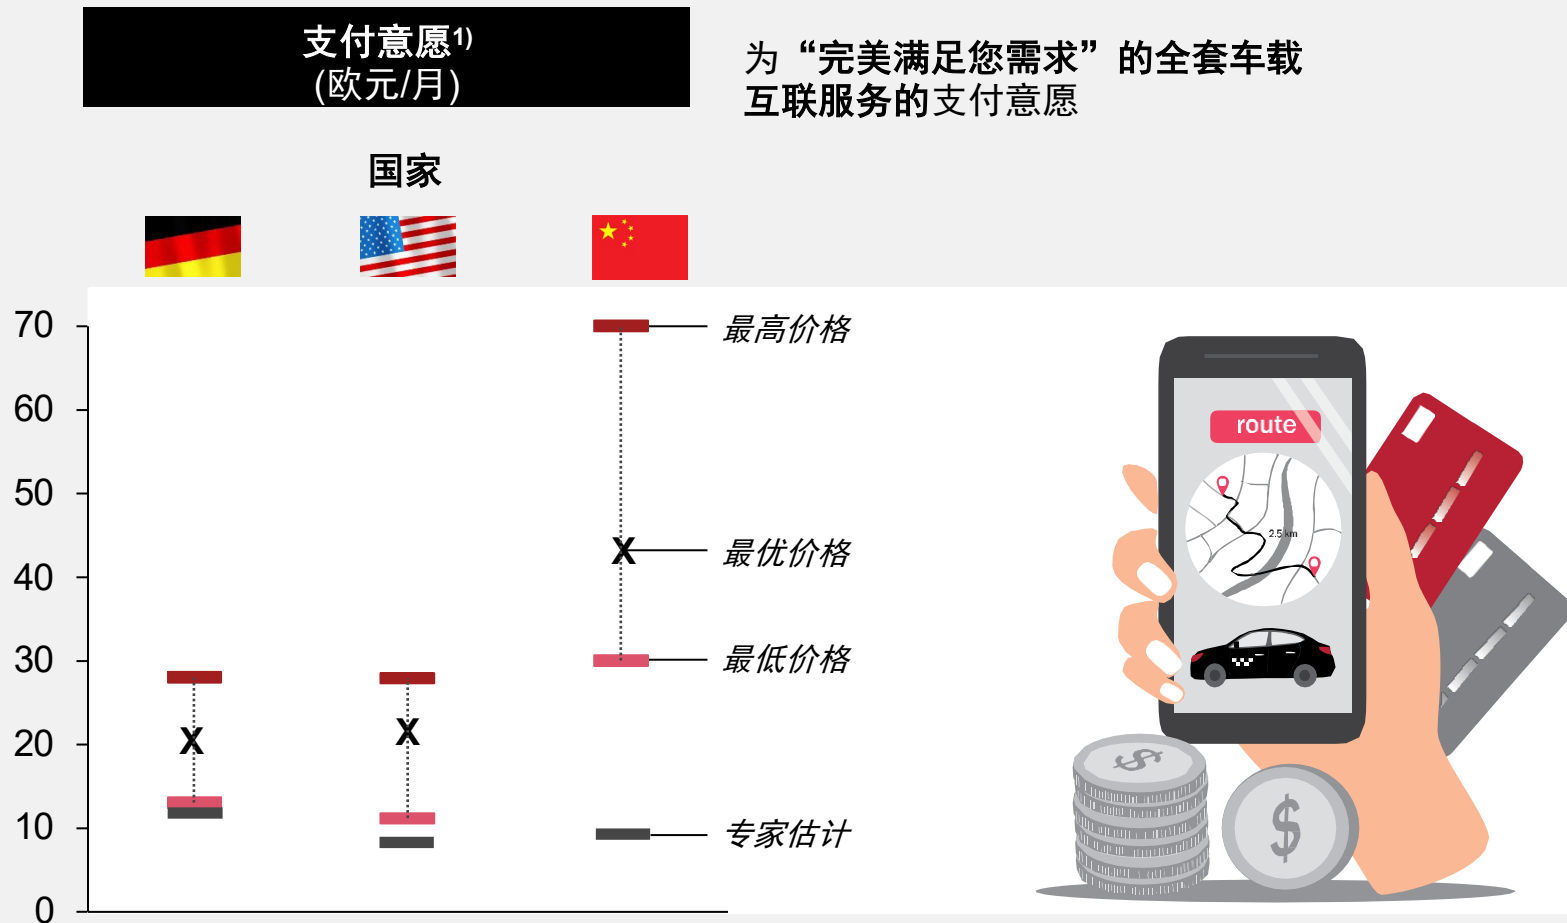 支付意愿1)
(欧元/月)
为“完美满足您需求”的全套车载
互联服务的支付意愿
国家
70
60
50
40
30
20
10
0
X
X
X
最高价格
最优价格
最低价格
专家估计
route
2.5 km
$
$